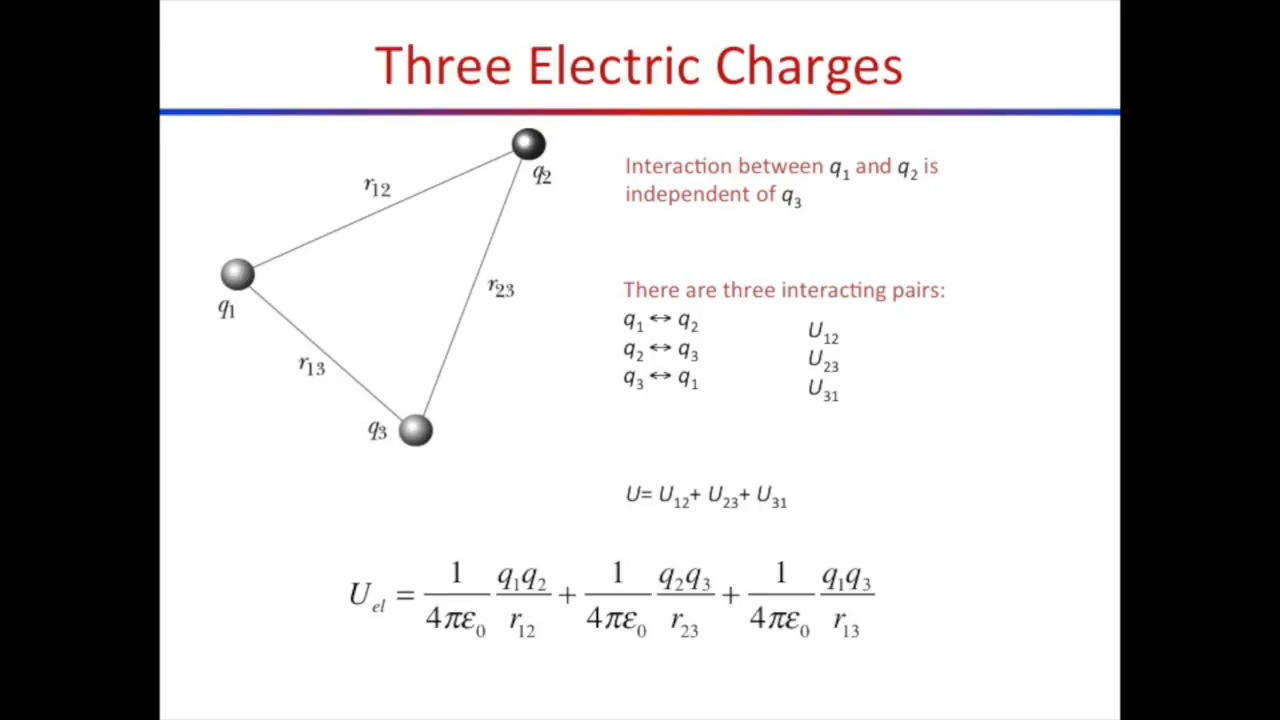 Three Electric Charges
r₁₂
q₂
r₂₃
q₁
r₁₃
q₃
Interaction between q₁ and q₂ is
independent of q₃
There are three interacting pairs:
q₁ ↔ q₂ U₁₂
q₂ ↔ q₃ U₂₃
q₃ ↔ q₁ U₃₁
U= U₁₂+ U₂₃+ U₃₁
U_el = 1/(4πε₀) q₁q₂/r₁₂ + 1/(4πε₀) q₂q₃/r₂₃ + 1/(4πε₀) q₁q₃/r₁₃